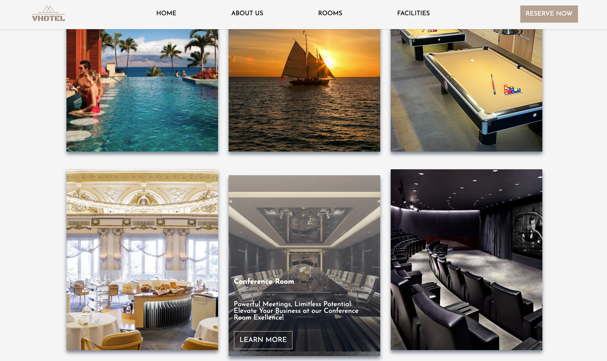 VHOTEL
HOME
ABOUT US
ROOMS
FACILITIES
RESERVE NOW
Conference Room
Powerful Meetings, Limitless Potential:
Elevate Your Business at our Conference
Room Exellence!
LEARN MORE